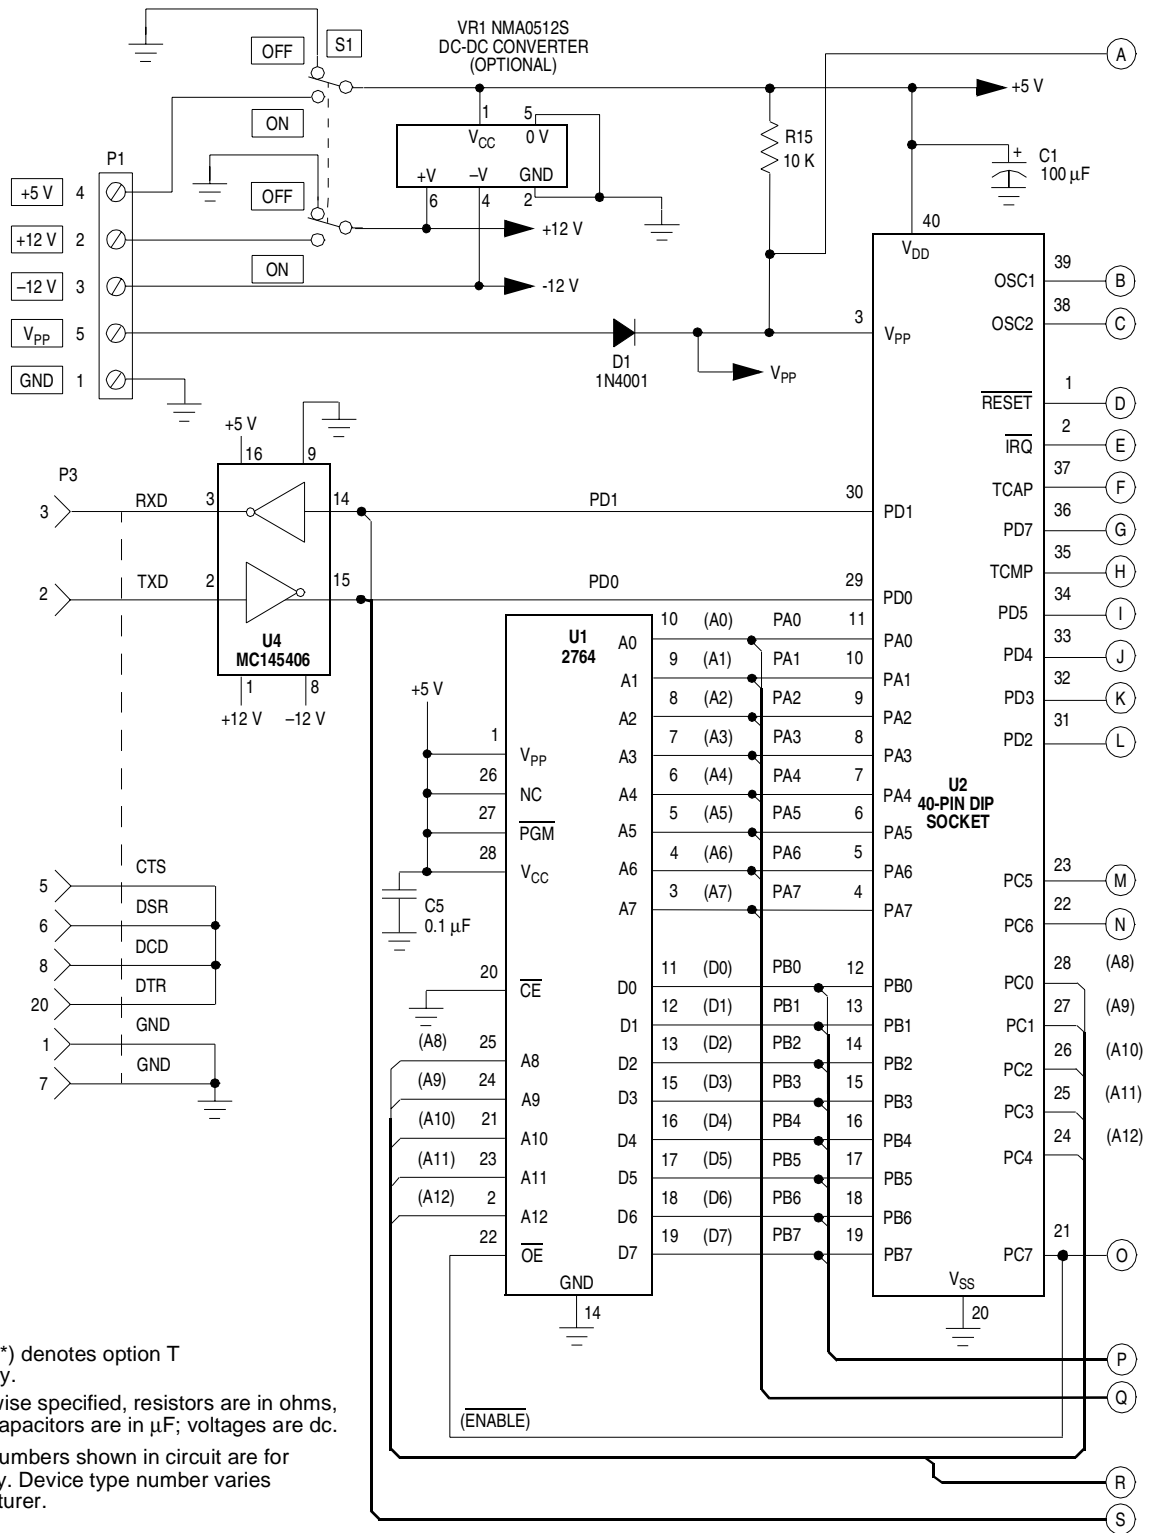 VR1 NMA0512S
DC-DC CONVERTER
(OPTIONAL)
OFF
S1
A
+5 V
1
5
V_CC
0 V
ON
R15
10 K
+
C1
100 µF
P1
+V
–V
GND
+5 V 4
OFF
6
4
2
+12 V
40
+12 V 2
V_DD
ON
39
–12 V 3
-12 V
OSC1
B
38
V_PP 5
3
V_PP
OSC2
C
D1
1N4001
V_PP
GND 1
1
RESET
D
+5 V
2
16
9
IRQ
E
P3
37
TCAP
F
3
RXD
3
14
PD1
30
PD1
36
PD7
G
35
TCMP
H
2
TXD
2
15
PD0
29
PD0
34
PD5
I
U4
MC145406
1
8
+12 V
–12 V
33
PD4
J
32
PD3
K
31
PD2
L
U1
2764
A0 10 (A0) PA0 11 PA0
A1 9 (A1) PA1 10 PA1
A2 8 (A2) PA2 9 PA2
A3 7 (A3) PA3 8 PA3
A4 6 (A4) PA4 7 PA4
A5 5 (A5) PA5 6 PA5
A6 4 (A6) PA6 5 PA6
A7 3 (A7) PA7 4 PA7
U2
40-PIN DIP
SOCKET
+5 V
1 V_PP
26 NC
27 PGM
28 V_CC
C5
0.1 µF
23
PC5
M
22
PC6
N
5 CTS
6 DSR
8 DCD
20 DTR
1 GND
7 GND
20 CE
(A8) 25 A8
(A9) 24 A9
(A10) 21 A10
(A11) 23 A11
(A12) 2 A12
22 OE
D0 11 (D0) PB0 12 PB0
D1 12 (D1) PB1 13 PB1
D2 13 (D2) PB2 14 PB2
D3 15 (D3) PB3 15 PB3
D4 16 (D4) PB4 16 PB4
D5 17 (D5) PB5 17 PB5
D6 18 (D6) PB6 18 PB6
D7 19 (D7) PB7 19 PB7
PC0 28 (A8)
PC1 27 (A9)
PC2 26 (A10)
PC3 25 (A11)
PC4 24 (A12)
PC7 21 O
GND
14
V_SS
20
P
Q
(ENABLE)
R
S
*) denotes option T
y.
vise specified, resistors are in ohms,
apacitors are in µF; voltages are dc.
umbers shown in circuit are for
y. Device type number varies
turer.